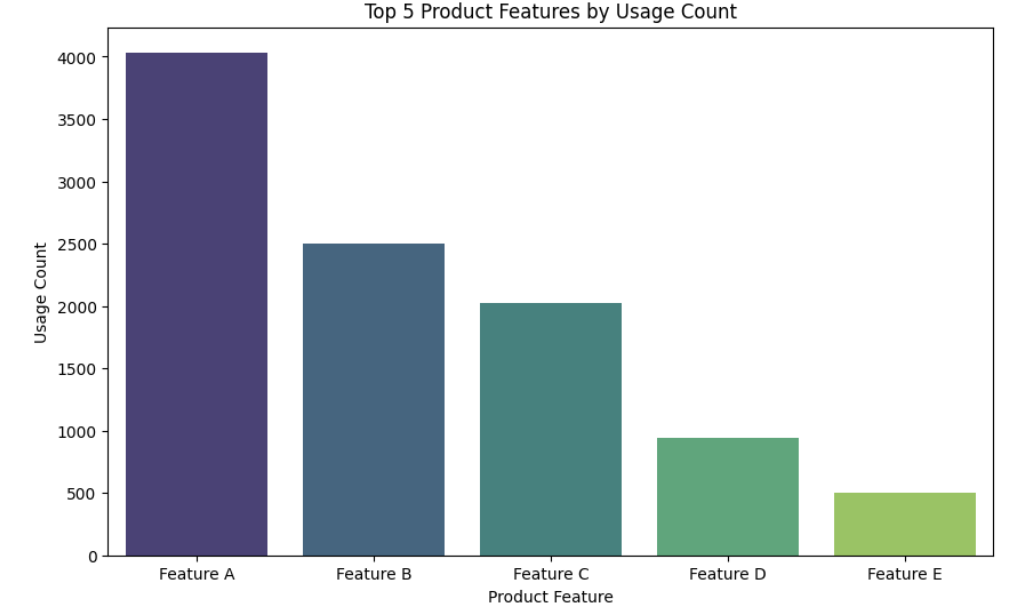 Top 5 Product Features by Usage Count
Usage Count
4000
3500
3000
2500
2000
1500
1000
500
0
Feature A Feature B Feature C Feature D Feature E
Product Feature